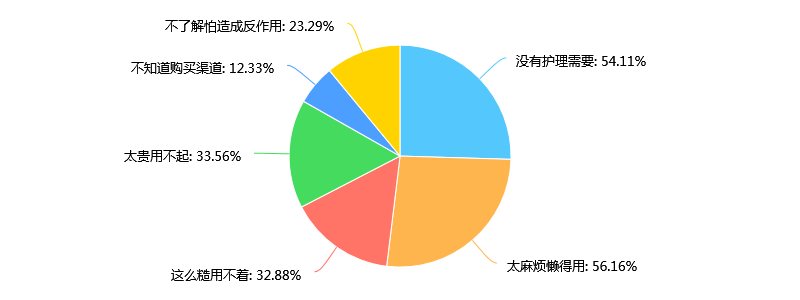 不了解怕造成反作用: 23.29%
没有护理需要: 54.11%
不知道购买渠道: 12.33%
太贵用不起: 33.56%
太麻烦懒得用: 56.16%
这么糙用不着: 32.88%